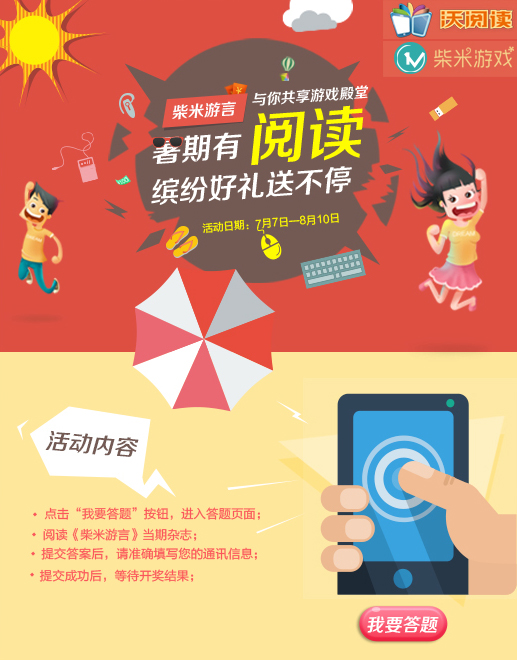 沃阅读
柴米游戏
柴米游言
与你共享游戏殿堂
暑期有 阅读
缤纷好礼送不停
活动日期：7月7日—8月10日
DREAM
活动内容
• 点击“我要答题”按钮，进入答题页面；
• 阅读《柴米游言》当期杂志；
• 提交答案后，请准确填写您的通讯信息；
• 提交成功后，等待开奖结果；
我要答题